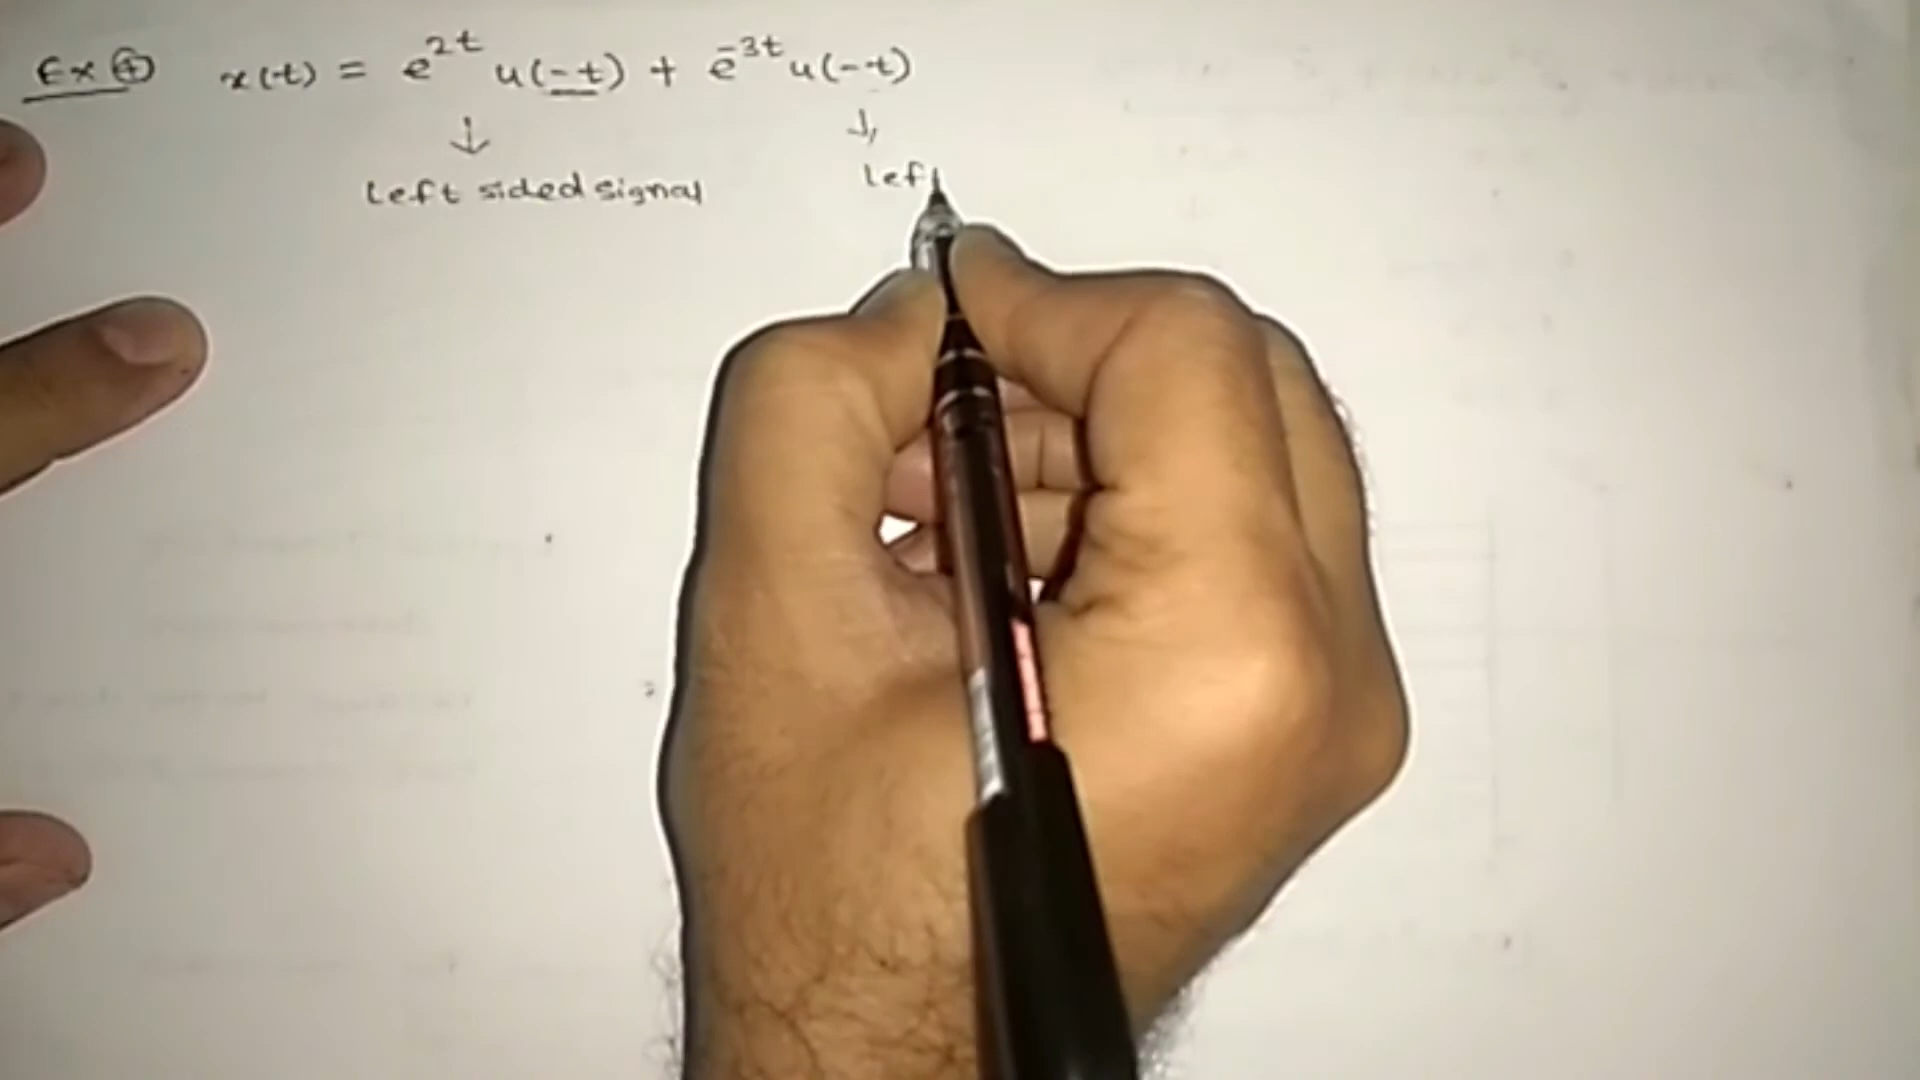 Ex ④ x(t) = e^2t u(-t) + e^-3t u(-t)
↓ ↓
Left sided signal Left